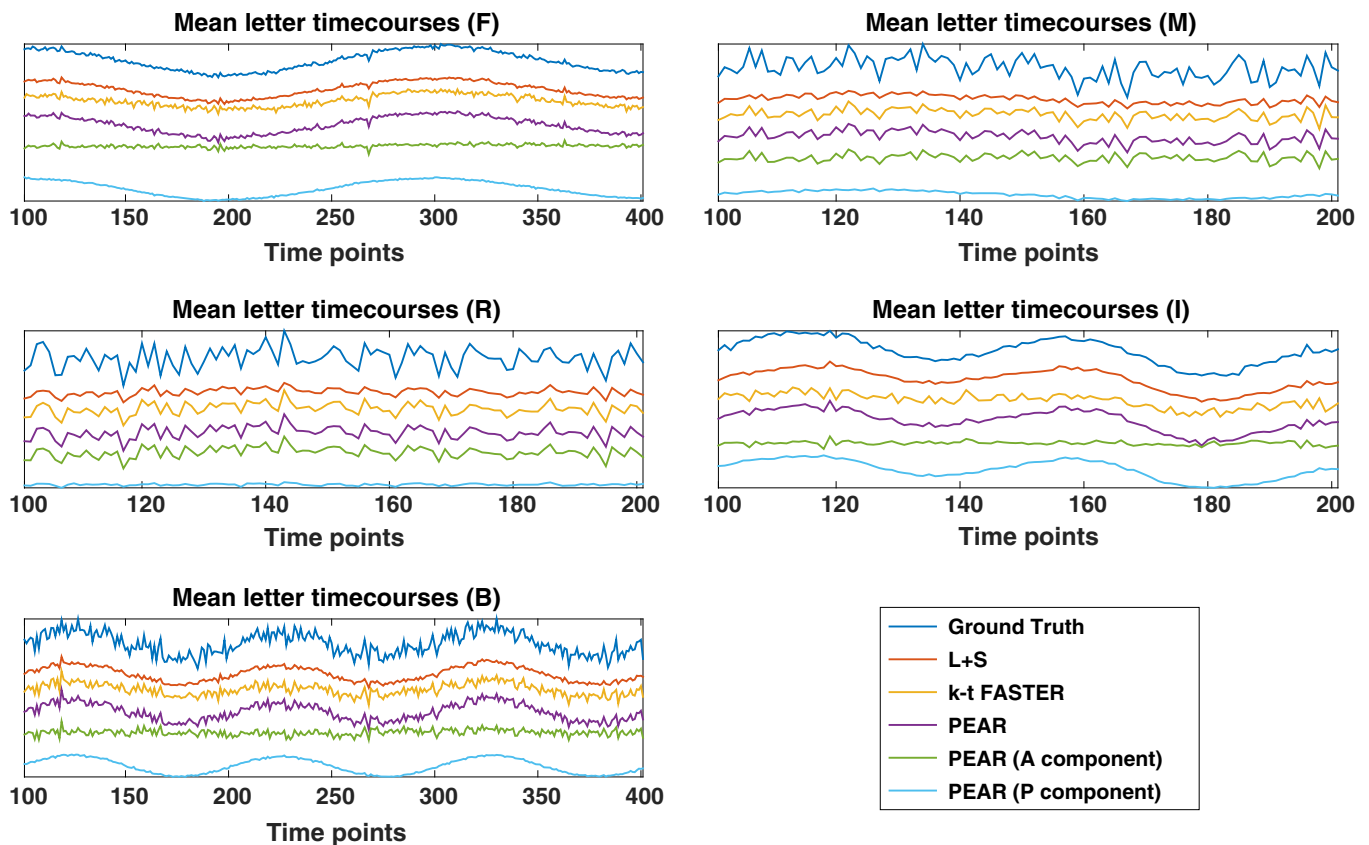 Mean letter timecourses (F)
100 150 200 250 300 350 400
Time points
Mean letter timecourses (M)
100 120 140 160 180 200
Time points
Mean letter timecourses (R)
100 120 140 160 180 200
Time points
Mean letter timecourses (I)
100 120 140 160 180 200
Time points
Mean letter timecourses (B)
100 150 200 250 300 350 400
Time points
Ground Truth
L+S
k-t FASTER
PEAR
PEAR (A component)
PEAR (P component)